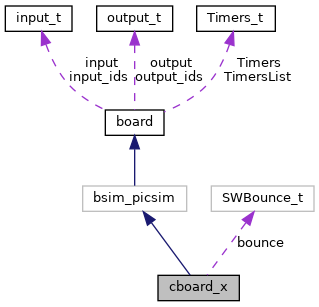 input_t
output_t
Timers_t
input
input_ids
output
output_ids
Timers
TimersList
board
bsim_picsim
SWBounce_t
bounce
cboard_x